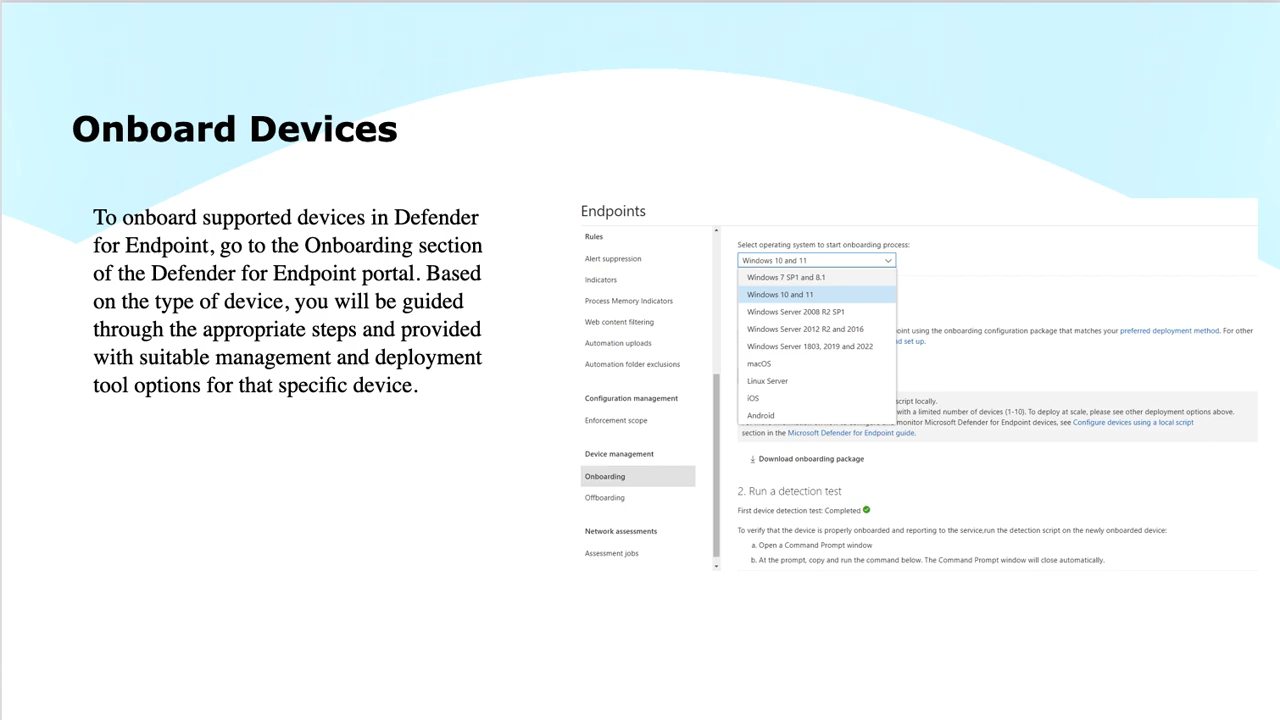 Onboard Devices
To onboard supported devices in Defender
for Endpoint, go to the Onboarding section
of the Defender for Endpoint portal. Based
on the type of device, you will be guided
through the appropriate steps and provided
with suitable management and deployment
tool options for that specific device.
Endpoints
Rules
Alert suppression
Indicators
Process Memory Indicators
Web content filtering
Automation uploads
Automation folder exclusions
Configuration management
Enforcement scope
Device management
Onboarding
Offboarding
Network assessments
Assessment jobs
Select operating system to start onboarding process:
Windows 10 and 11
Windows 7 SP1 and 8.1
Windows 10 and 11
Windows Server 2008 R2 SP1
Windows Server 2012 R2 and 2016
Windows Server 1803, 2019 and 2022
macOS
Linux Server
iOS
Android
using the onboarding configuration package that matches your preferred deployment method. For other
set up.
locally.
with a limited number of devices (1-10). To deploy at scale, please see other deployment options above.
monitor Microsoft Defender for Endpoint devices, see Configure devices using a local script
section in the Microsoft Defender for Endpoint guide.
Download onboarding package
2. Run a detection test
First device detection test: Completed
To verify that the device is properly onboarded and reporting to the service,run the detection script on the newly onboarded device:
a. Open a Command Prompt window
b. At the prompt, copy and run the command below. The Command Prompt window will close automatically.